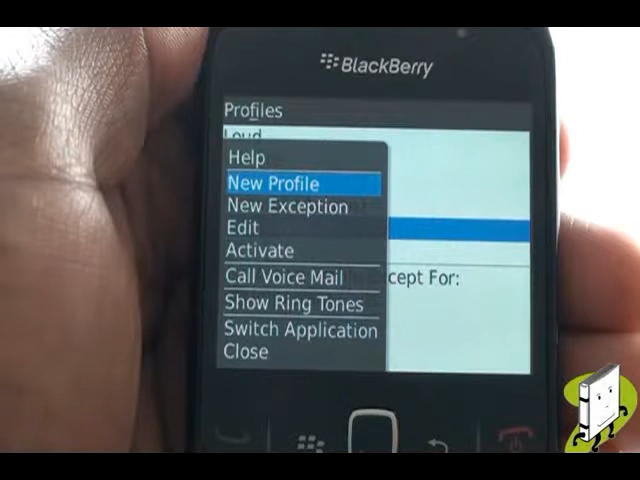 BlackBerry
Profiles
Loud
Help
New Profile
New Exception
Edit
Activate
cept For:
Call Voice Mail
Show Ring Tones
Switch Application
Close